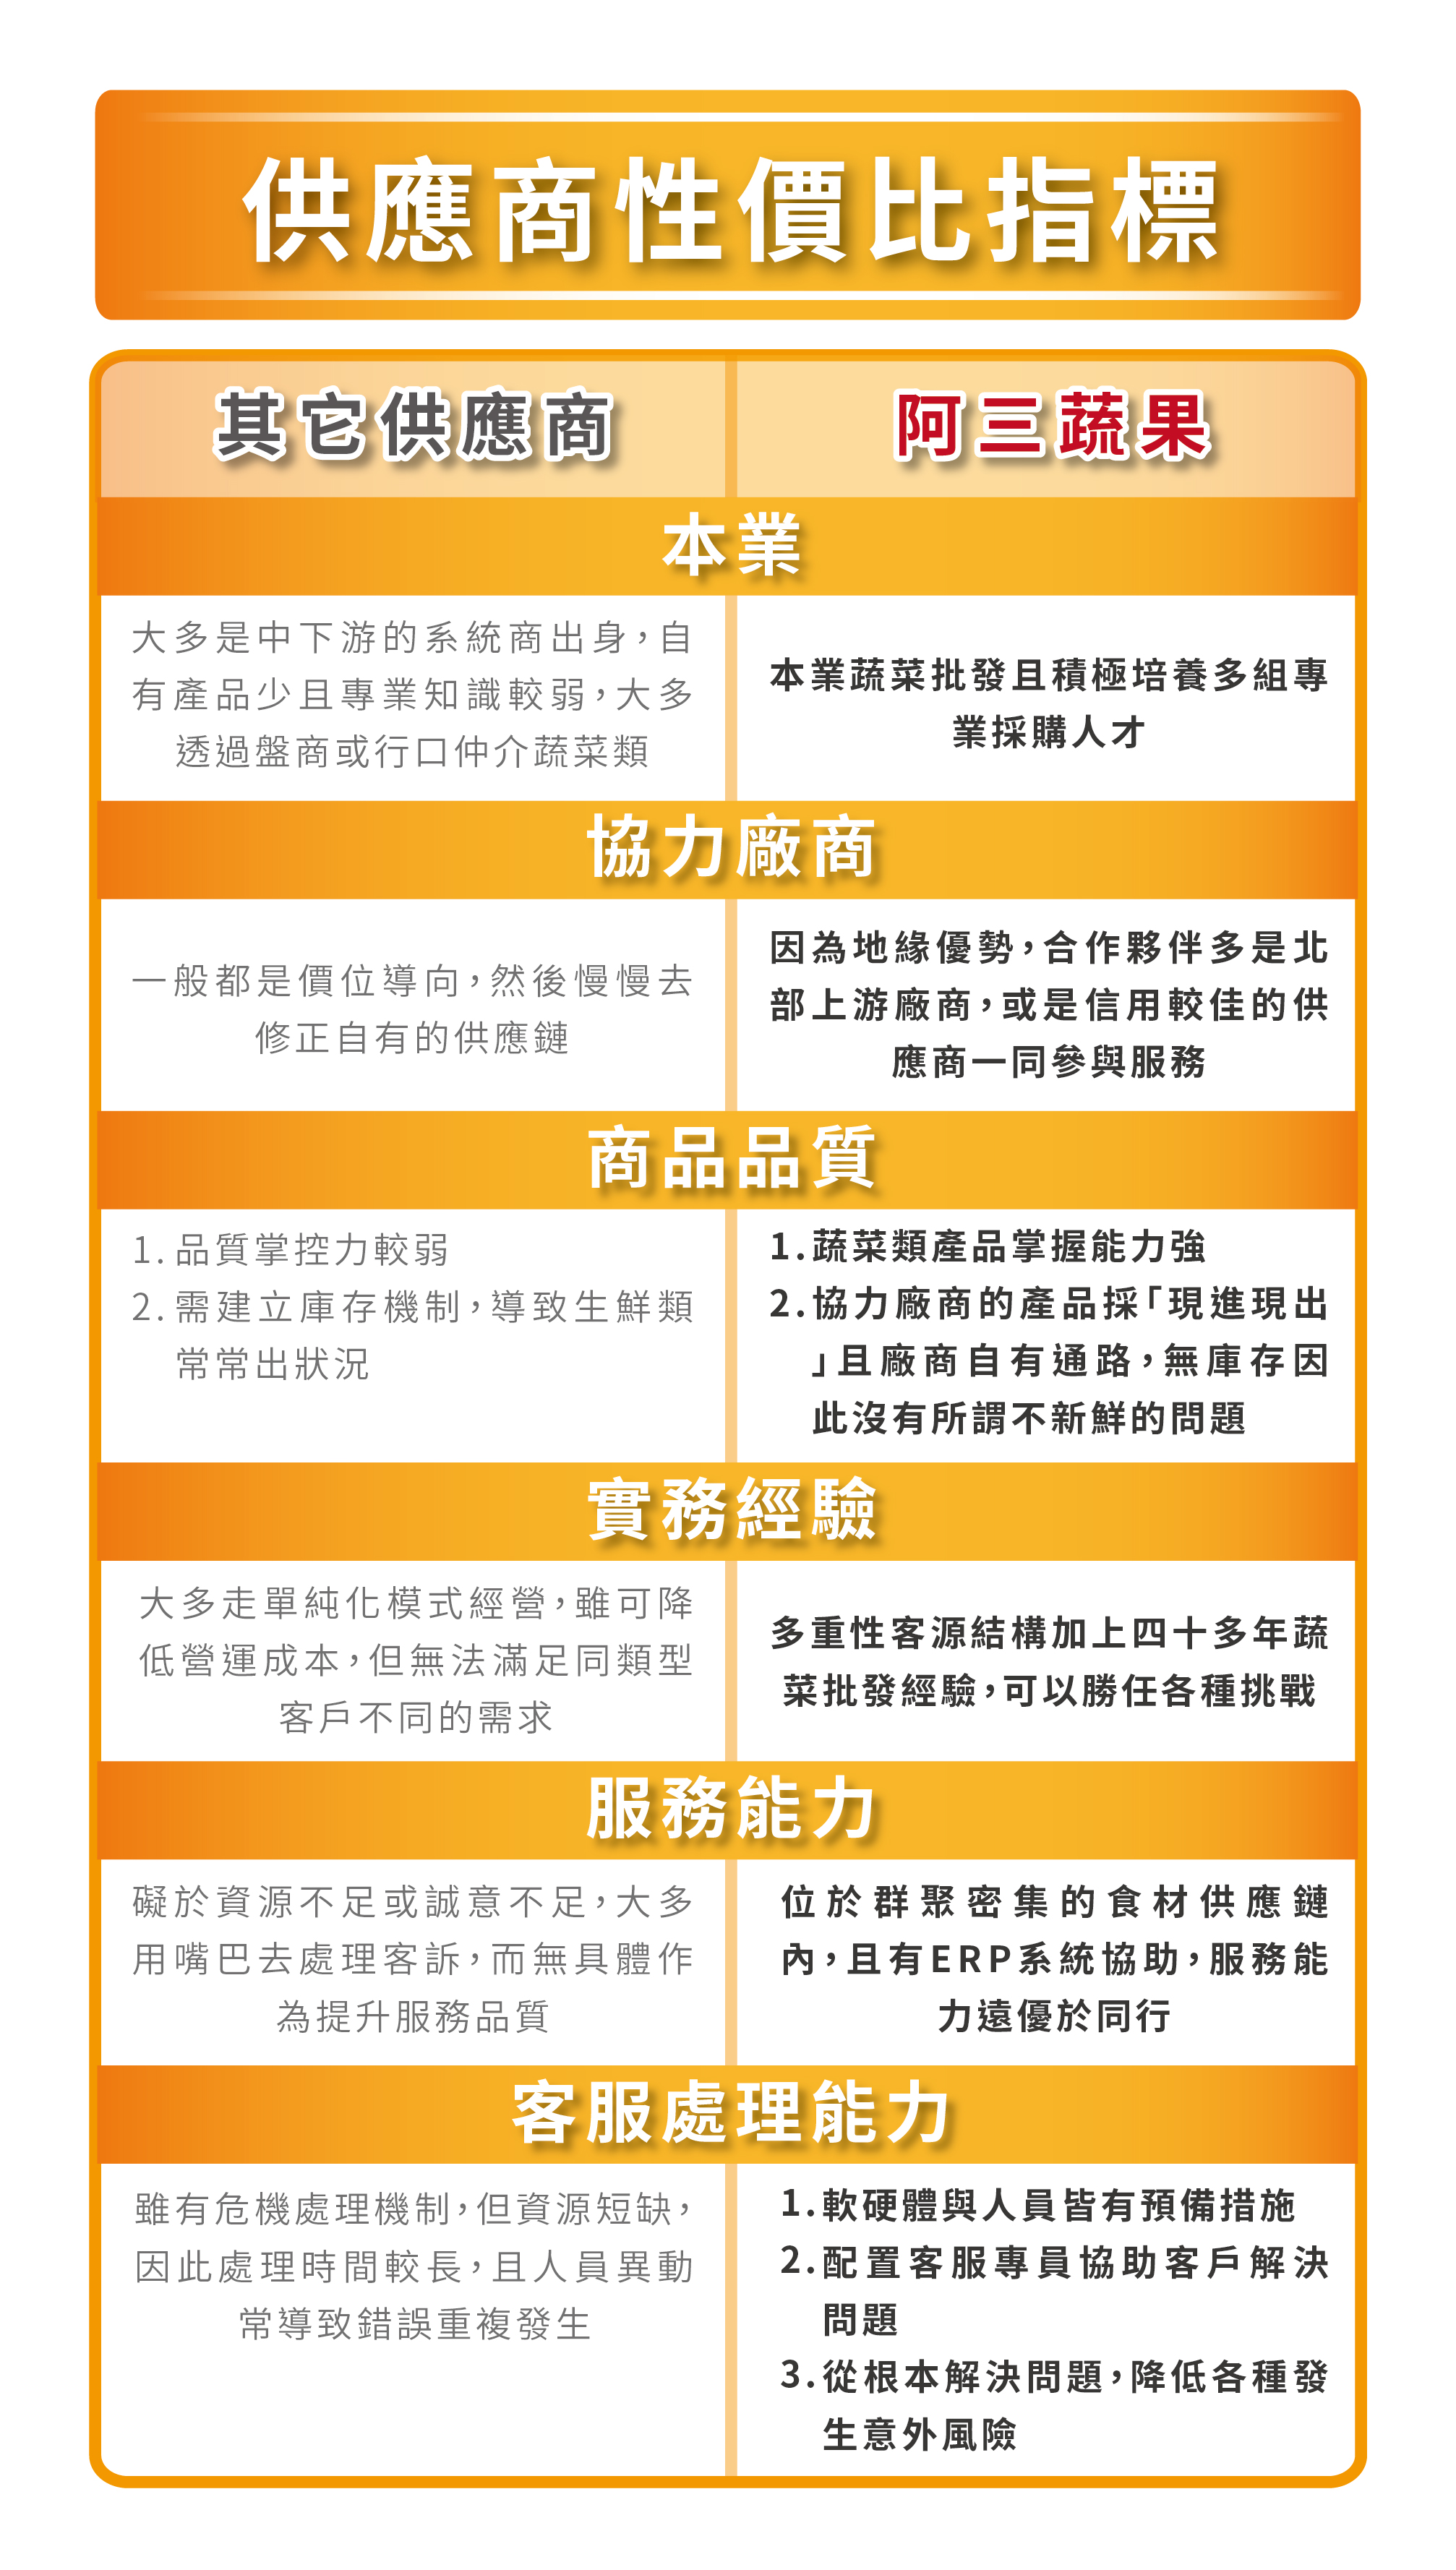 供應商性價比指標
其它供應商
阿三蔬果
本業
大多是中下游的系統商出身，自
有產品少且專業知識較弱，大多
透過盤商或行口仲介蔬菜類
本業蔬菜批發且積極培養多組專
業採購人才
協力廠商
一般都是價位導向，然後慢慢去
修正自有的供應鏈
因為地緣優勢，合作夥伴多是北
部上游廠商，或是信用較佳的供
應商一同參與服務
商品品質
1. 品質掌控力較弱
2. 需建立庫存機制，導致生鮮類
常常出狀況
1. 蔬菜類產品掌握能力強
2. 協力廠商的產品採「現進現出
」且廠商自有通路，無庫存因
此沒有所謂不新鮮的問題
實務經驗
大多走單純化模式經營，雖可降
低營運成本，但無法滿足同類型
客戶不同的需求
多重性客源結構加上四十多年蔬
菜批發經驗，可以勝任各種挑戰
服務能力
礙於資源不足或誠意不足，大多
用嘴巴去處理客訴，而無具體作
為提升服務品質
位於群聚密集的食材供應鏈
內，且有ERP系統協助，服務能
力遠優於同行
客服處理能力
雖有危機處理機制，但資源短缺，
因此處理時間較長，且人員異動
常導致錯誤重複發生
1. 軟硬體與人員皆有預備措施
2. 配置客服專員協助客戶解決
問題
3. 從根本解決問題，降低各種發
生意外風險